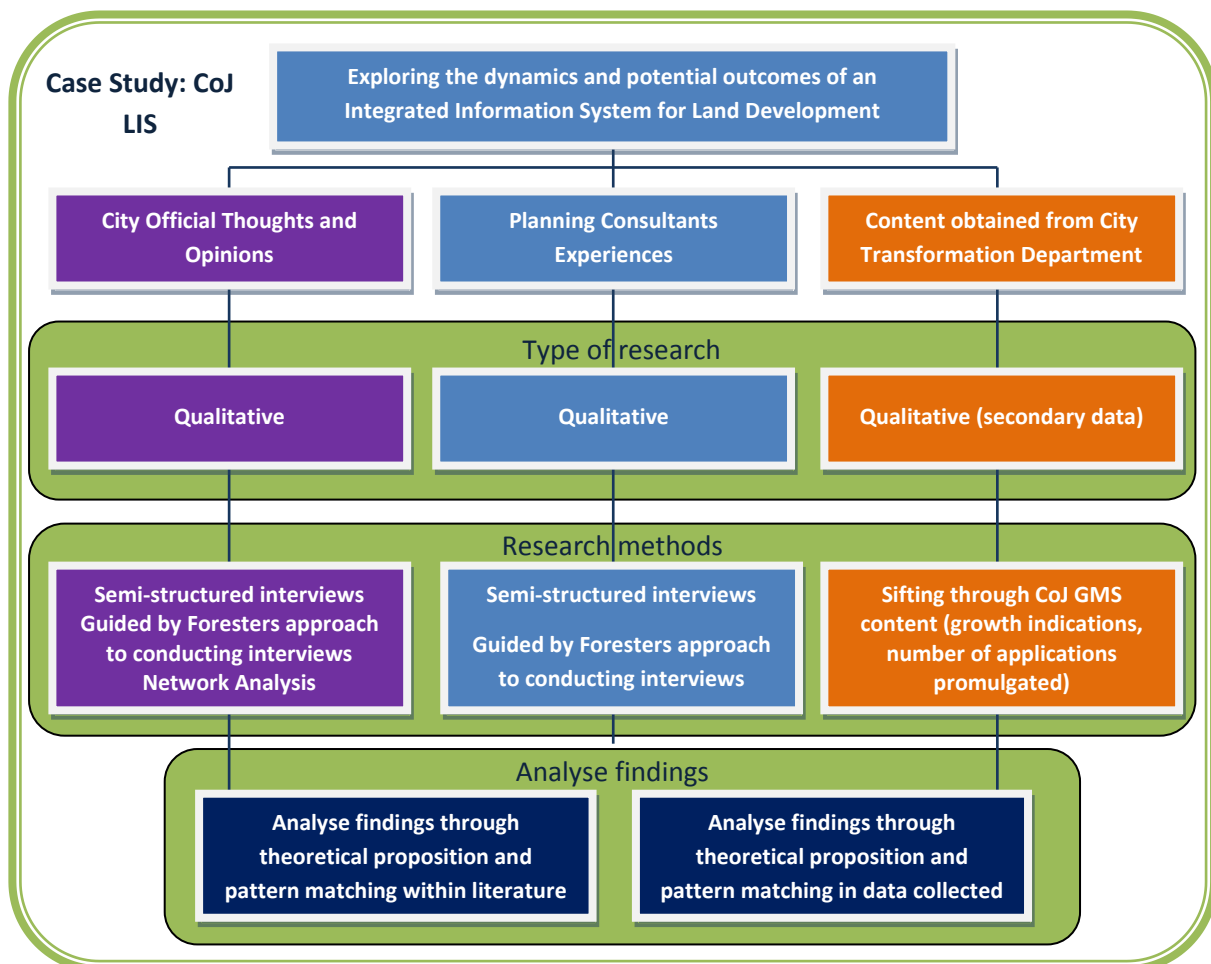 Case Study: CoJ
LIS
Exploring the dynamics and potential outcomes of an
Integrated Information System for Land Development
City Official Thoughts and
Opinions
Planning Consultants
Experiences
Content obtained from City
Transformation Department
Type of research
Qualitative
Qualitative
Qualitative (secondary data)
Research methods
Semi-structured interviews
Guided by Foresters approach
to conducting interviews
Network Analysis
Semi-structured interviews
Guided by Foresters approach
to conducting interviews
Sifting through CoJ GMS
content (growth indications,
number of applications
promulgated)
Analyse findings
Analyse findings through
theoretical proposition and
pattern matching within literature
Analyse findings through
theoretical proposition and
pattern matching in data collected